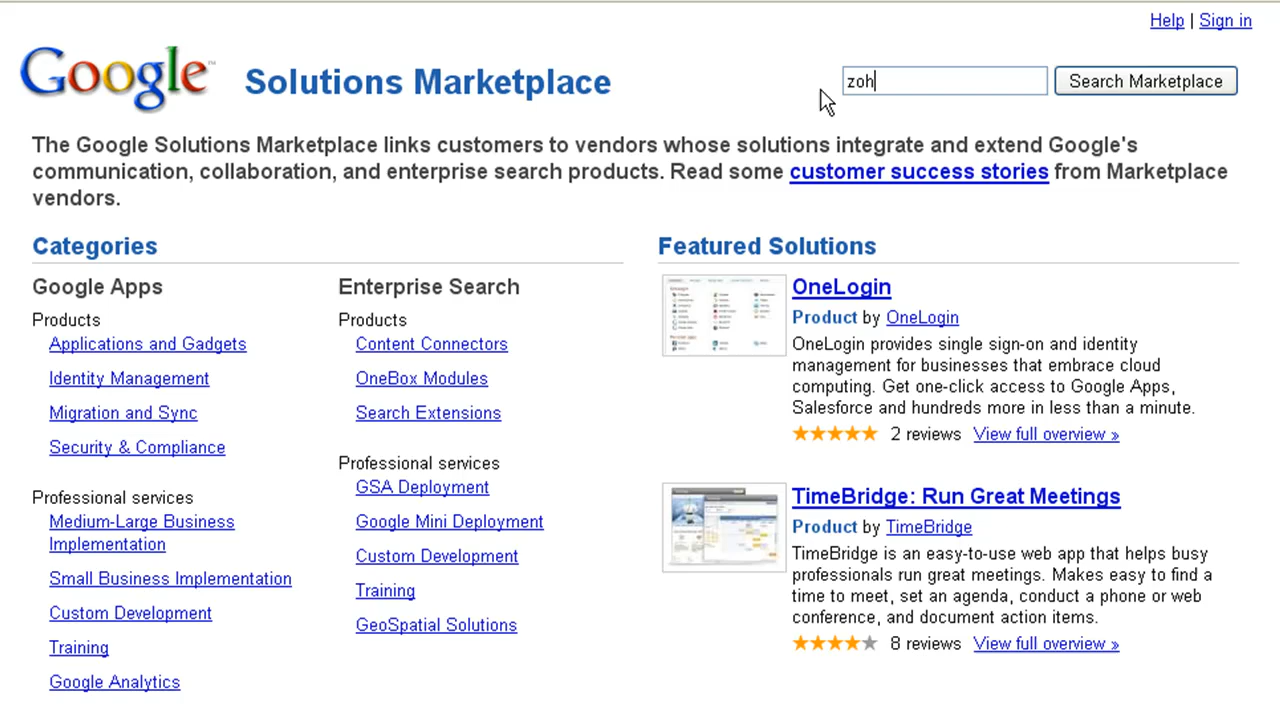 Help | Sign in
Google™ Solutions Marketplace
zoh
Search Marketplace
The Google Solutions Marketplace links customers to vendors whose solutions integrate and extend Google's
communication, collaboration, and enterprise search products. Read some customer success stories from Marketplace
vendors.
Categories
Google Apps
Products
Applications and Gadgets
Identity Management
Migration and Sync
Security & Compliance
Professional services
Medium-Large Business
Implementation
Small Business Implementation
Custom Development
Training
Google Analytics
Enterprise Search
Products
Content Connectors
OneBox Modules
Search Extensions
Professional services
GSA Deployment
Google Mini Deployment
Custom Development
Training
GeoSpatial Solutions
Featured Solutions
OneLogin
Product by OneLogin
OneLogin provides single sign-on and identity
management for businesses that embrace cloud
computing. Get one-click access to Google Apps,
Salesforce and hundreds more in less than a minute.
2 reviews View full overview »
TimeBridge: Run Great Meetings
Product by TimeBridge
TimeBridge is an easy-to-use web app that helps busy
professionals run great meetings. Makes easy to find a
time to meet, set an agenda, conduct a phone or web
conference, and document action items.
8 reviews View full overview »